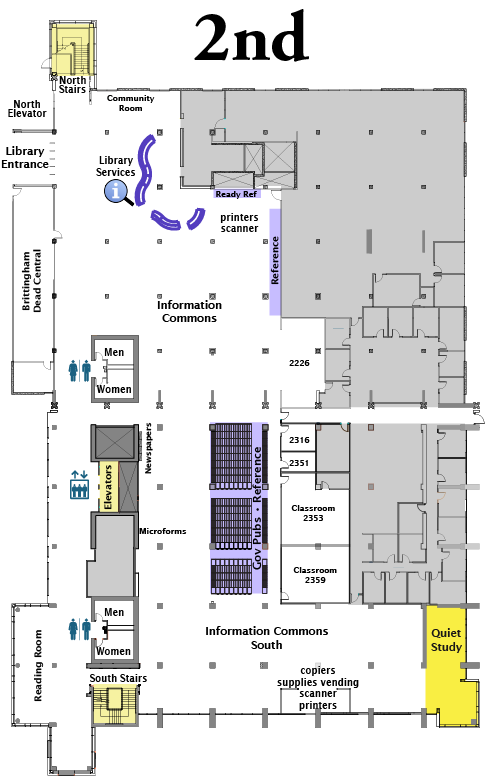 2nd
North
Stairs
North
Elevator
Community
Room
Library
Entrance
Library
Services
i
Ready Ref
printers
scanner
Reference
Brittingham
Dead Central
Information
Commons
Men
Women
2226
Newspapers
2316
2351
Elevators
Gov Pubs • Reference
Classroom
2353
Microforms
Classroom
2359
Men
Women
Information Commons
South
Quiet
Study
Reading Room
South Stairs
copiers
supplies vending
scanner
printers